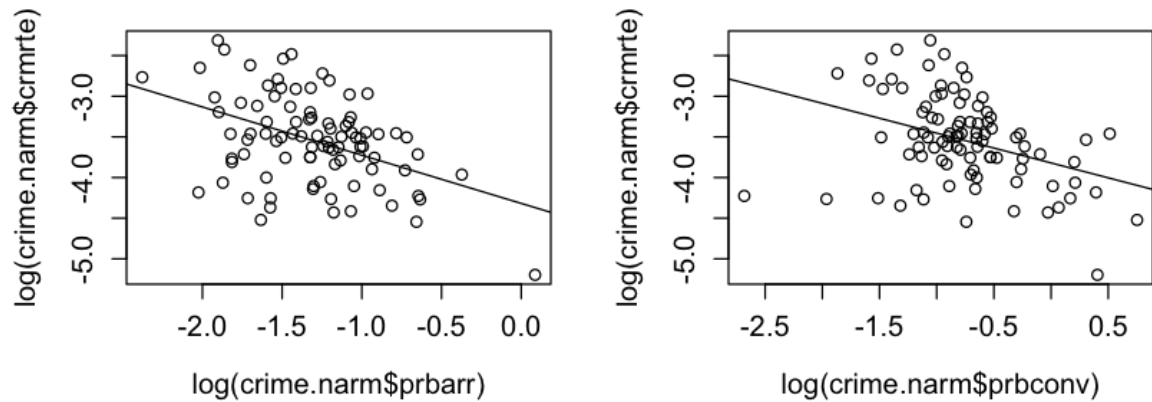 log(crime.narm$crmrte)
-3.0
-4.0
-5.0
-2.0 -1.5 -1.0 -0.5 0.0
log(crime.narm$prbarr)
log(crime.narm$crmrte)
-3.0
-4.0
-5.0
-2.5 -1.5 -0.5 0.5
log(crime.narm$prbconv)